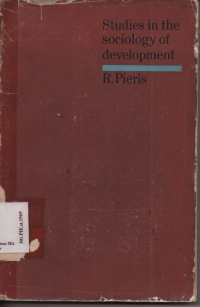 Studies in the
sociology of
development
R. Pieris